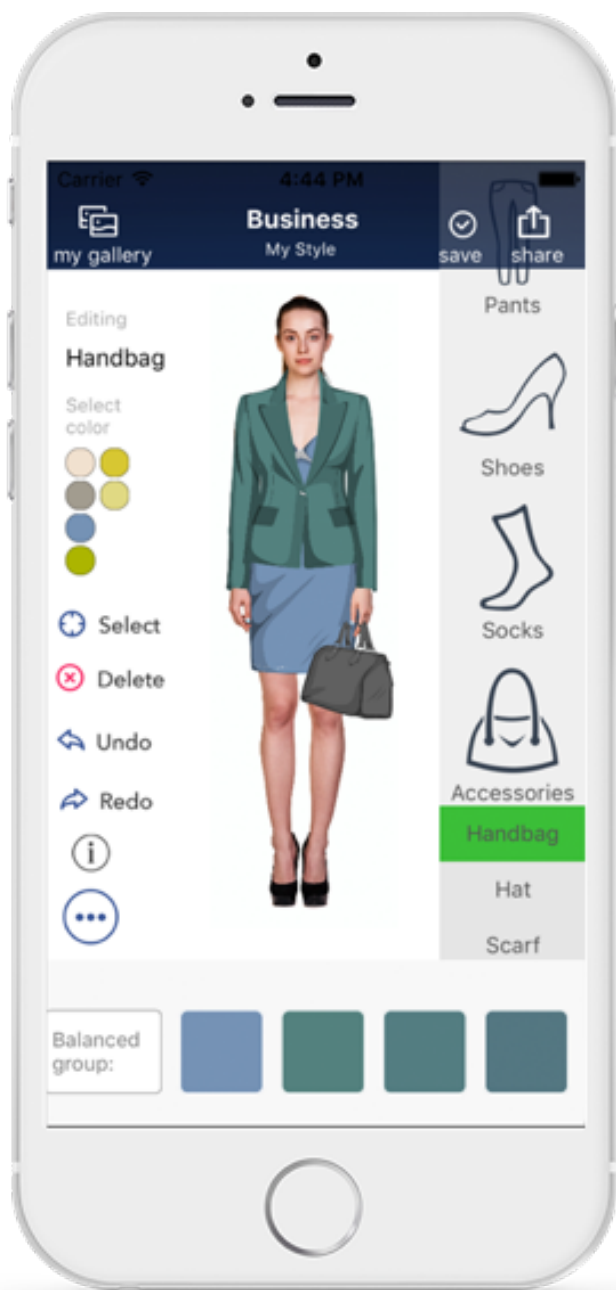 Carrier 4:44 PM
my gallery
Business
My Style
save share
Pants
Editing
Handbag
Select
color
Shoes
Socks
Select
Delete
Undo
Redo
i
Accessories
Handbag
Hat
Scarf
Balanced
group: